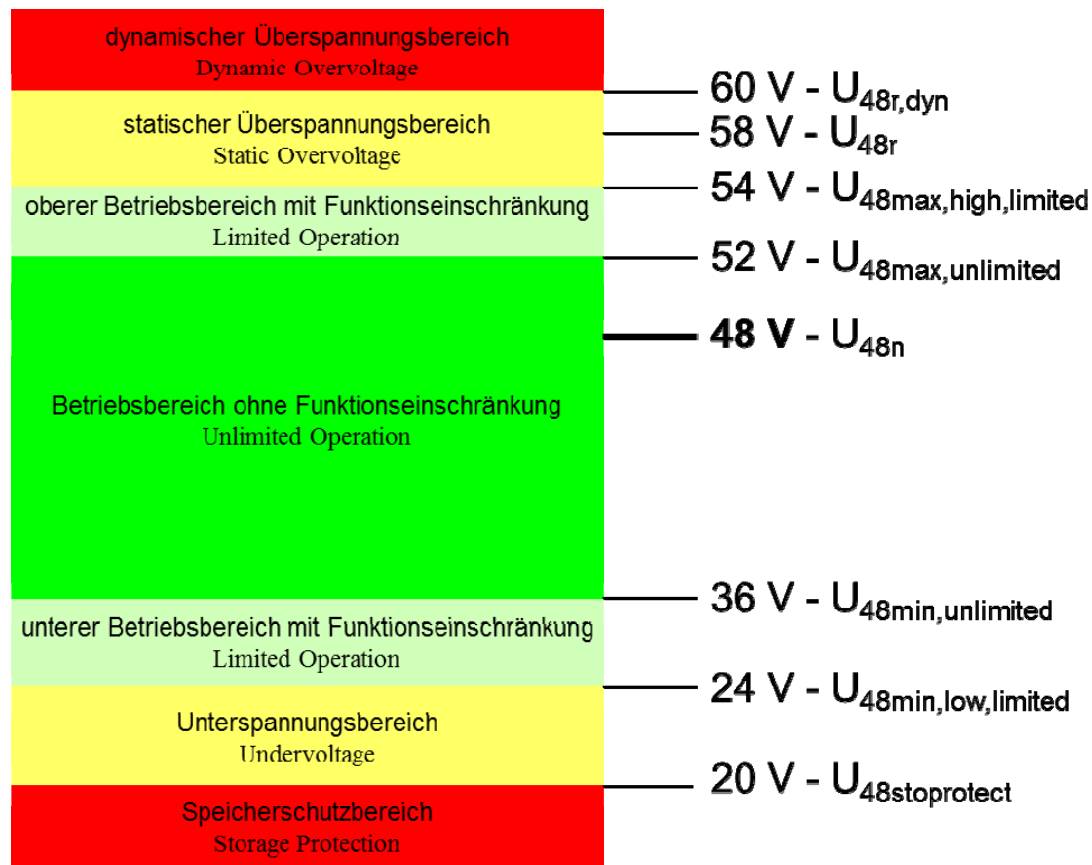 dynamischer Überspannungsbereich
Dynamic Overvoltage
60 V - U48r,dyn
statischer Überspannungsbereich
Static Overvoltage
58 V - U48r
54 V - U48max,high,limited
oberer Betriebsbereich mit Funktionseinschränkung
Limited Operation
52 V - U48max,unlimited
48 V - U48n
Betriebsbereich ohne Funktionseinschränkung
Unlimited Operation
36 V - U48min,unlimited
unterer Betriebsbereich mit Funktionseinschränkung
Limited Operation
24 V - U48min,low,limited
Unterspannungsbereich
Undervoltage
20 V - U48stoprotect
Speicherschutzbereich
Storage Protection